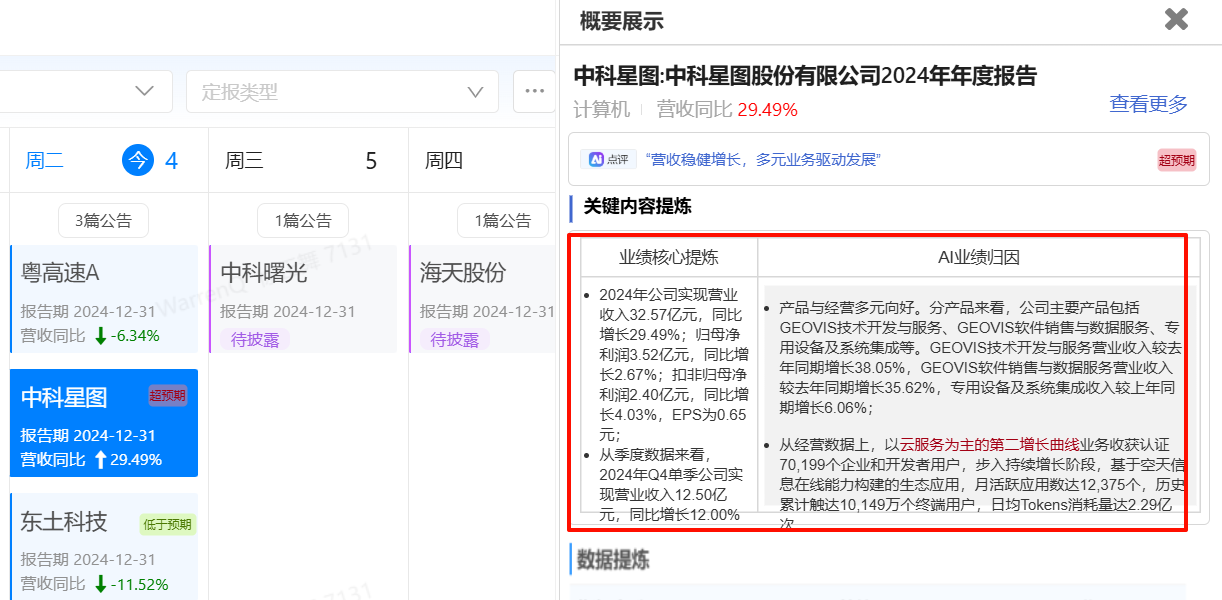 定报类型
...
周二 今 4
周三 5
周四
3篇公告
1篇公告
1篇公告
粤高速A
报告期 2024-12-31
营收同比 -6.34%
中科曙光
报告期 2024-12-31
待披露
海天股份
报告期 2024-12-31
待披露
中科星图 超预期
报告期 2024-12-31
营收同比 29.49%
东土科技 低于预期
报告期 2024-12-31
营收同比 -11.52%
7131
WarrenQ
7131
概要展示
中科星图:中科星图股份有限公司2024年年度报告
计算机 营收同比 29.49%
查看更多
点评 “营收稳健增长，多元业务驱动发展”
超预期
关键内容提炼
业绩核心提炼
AI业绩归因
• 2024年公司实现营业
收入32.57亿元，同比
增长29.49%；归母净
利润3.52亿元，同比增
长2.67%；扣非归母净
利润2.40亿元，同比增
长4.03%，EPS为0.65
元；
• 从季度数据来看，
2024年Q4单季公司实
现营业收入12.50亿
元，同比增长12.00%
• 产品与经营多元向好。分产品来看，公司主要产品包括
GEOVIS技术开发与服务、GEOVIS软件销售与数据服务、专
用设备及系统集成等。GEOVIS技术开发与服务营业收入较去
年同期增长38.05%，GEOVIS软件销售与数据服务营业收入
较去年同期增长35.62%，专用设备及系统集成收入较上年同
期增长6.06%；
• 从经营数据上，以云服务为主的第二增长曲线业务收获认证
70,199个企业和开发者用户，步入持续增长阶段，基于空天信
息在线能力构建的生态应用，月活跃应用数达12,375个，历史
累计触达10,149万个终端用户，日均Tokens消耗量达2.29亿
次
数据提炼